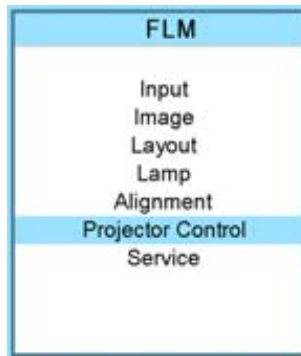 FLM
Input
Image
Layout
Lamp
Alignment
Projector Control
Service